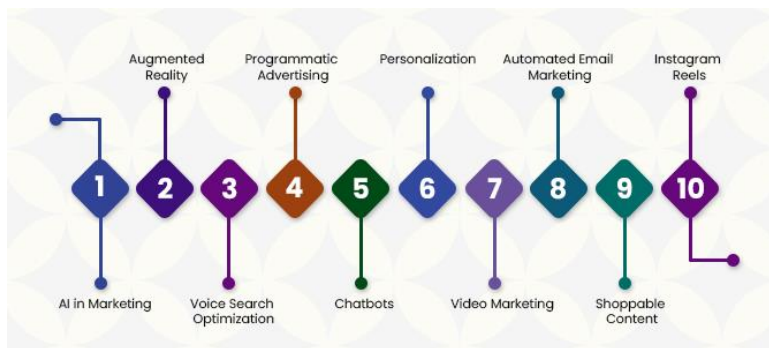 Augmented
Reality
Programmatic
Advertising
Personalization
Automated Email
Marketing
Instagram
Reels
1
2
3
4
5
6
7
8
9
10
AI in Marketing
Voice Search
Optimization
Chatbots
Video Marketing
Shoppable
Content